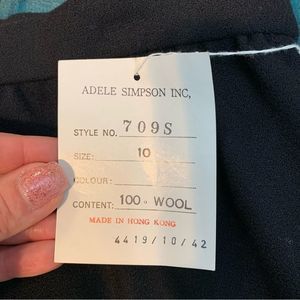 ADELE SIMPSON INC,
STYLE NO. 709S
SIZE: 10
COLOUR:
CONTENT: 100% WOOL
MADE IN HONG KONG
4419/10/42